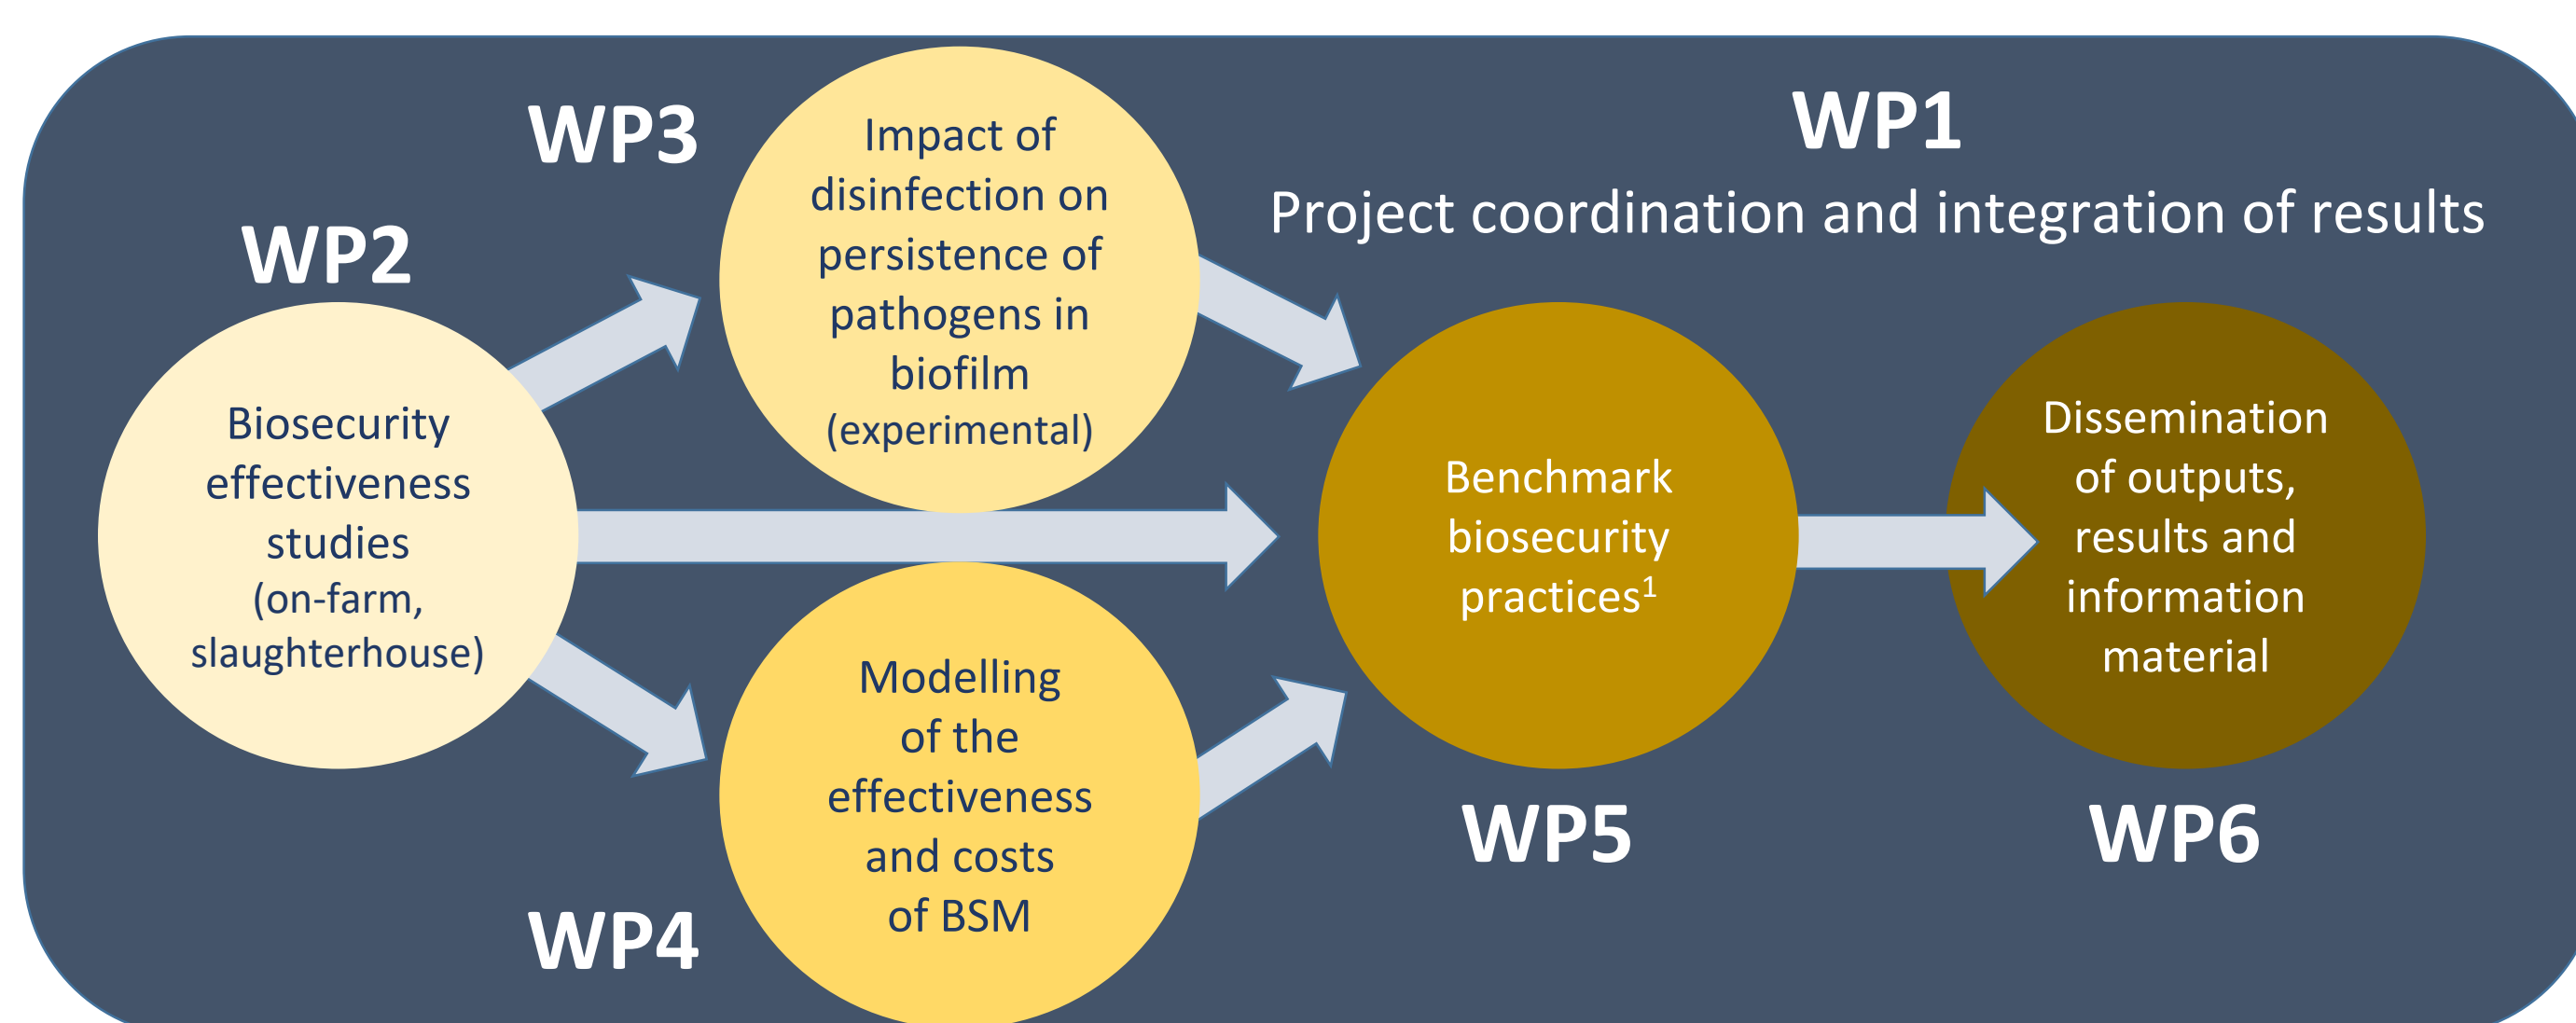 WP1
Project coordination and integration of results
WP2
Biosecurity
effectiveness
studies
(on-farm,
slaughterhouse)
WP3
Impact of
disinfection on
persistence of
pathogens in
biofilm
(experimental)
WP4
Modelling
of the
effectiveness
and costs
of BSM
Benchmark
biosecurity
practices¹
WP5
Dissemination
of outputs,
results and
information
material
WP6